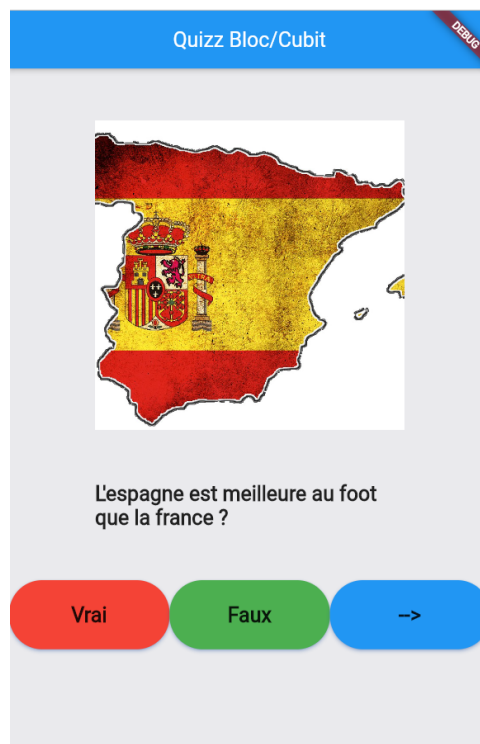 Quizz Bloc/Cubit
DEBUG
L'espagne est meilleure au foot
que la france ?
Vrai
Faux
-->